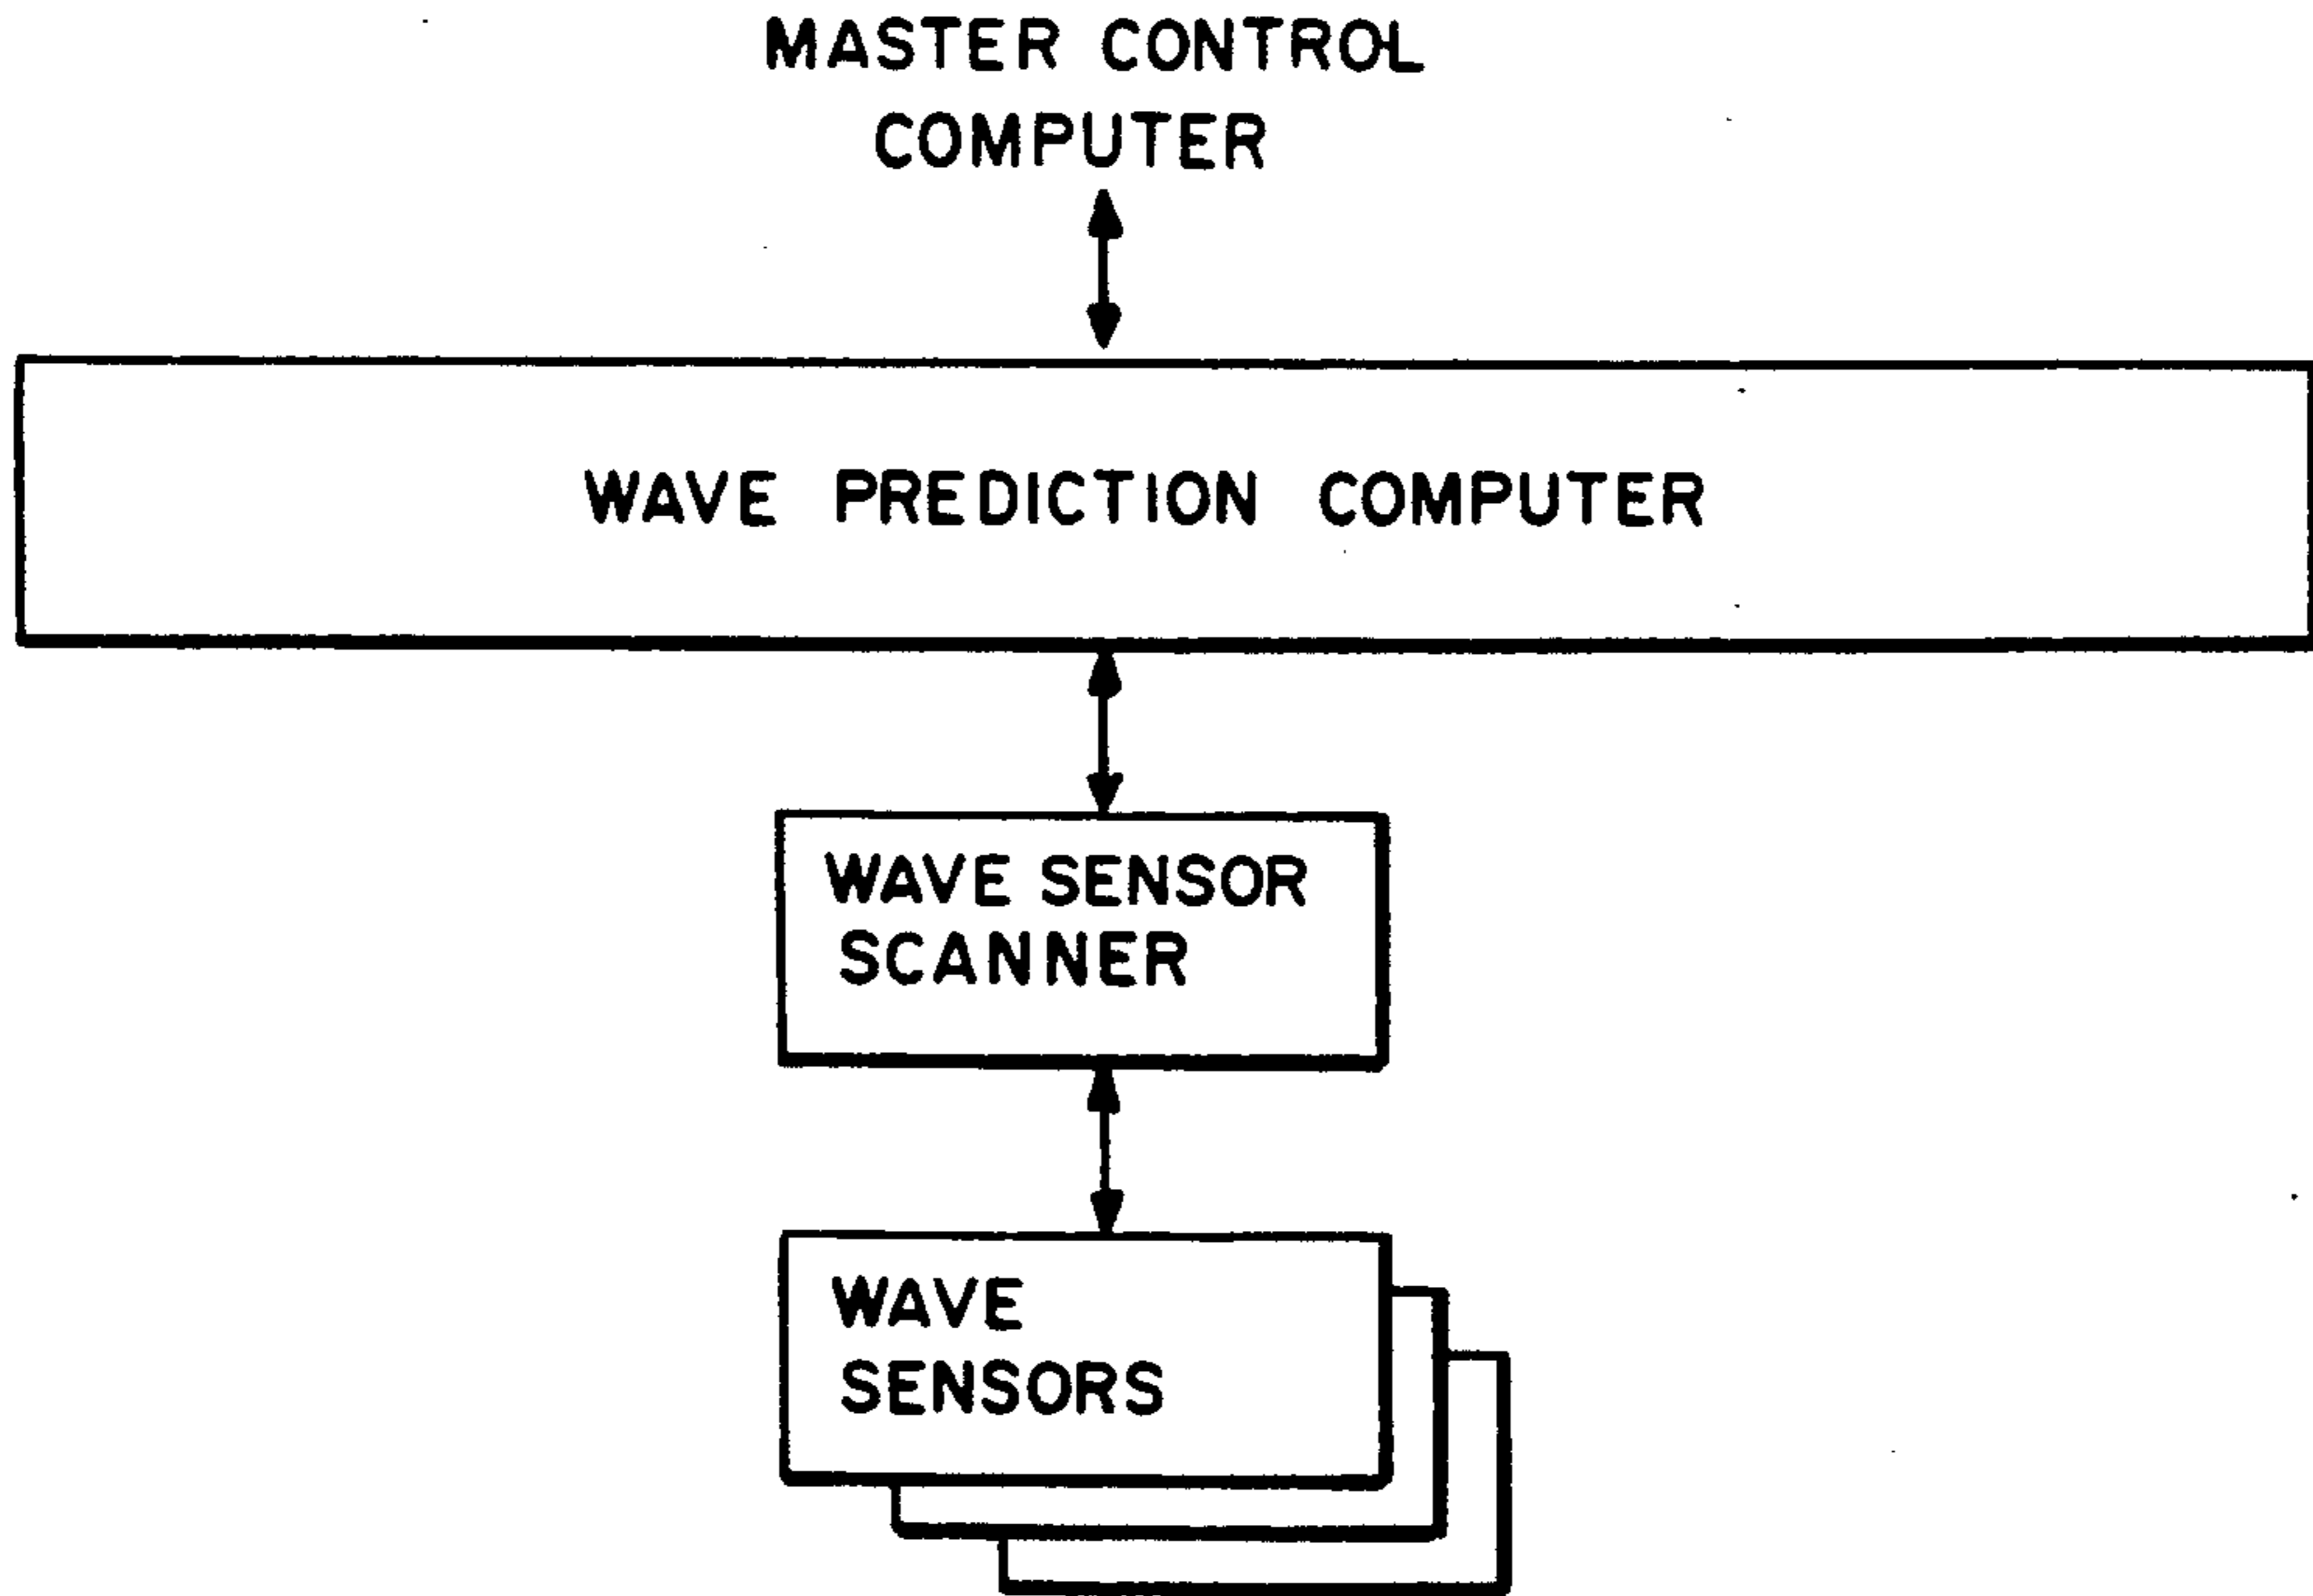 MASTER CONTROL
COMPUTER
WAVE PREDICTION COMPUTER
WAVE SENSOR
SCANNER
WAVE
SENSORS